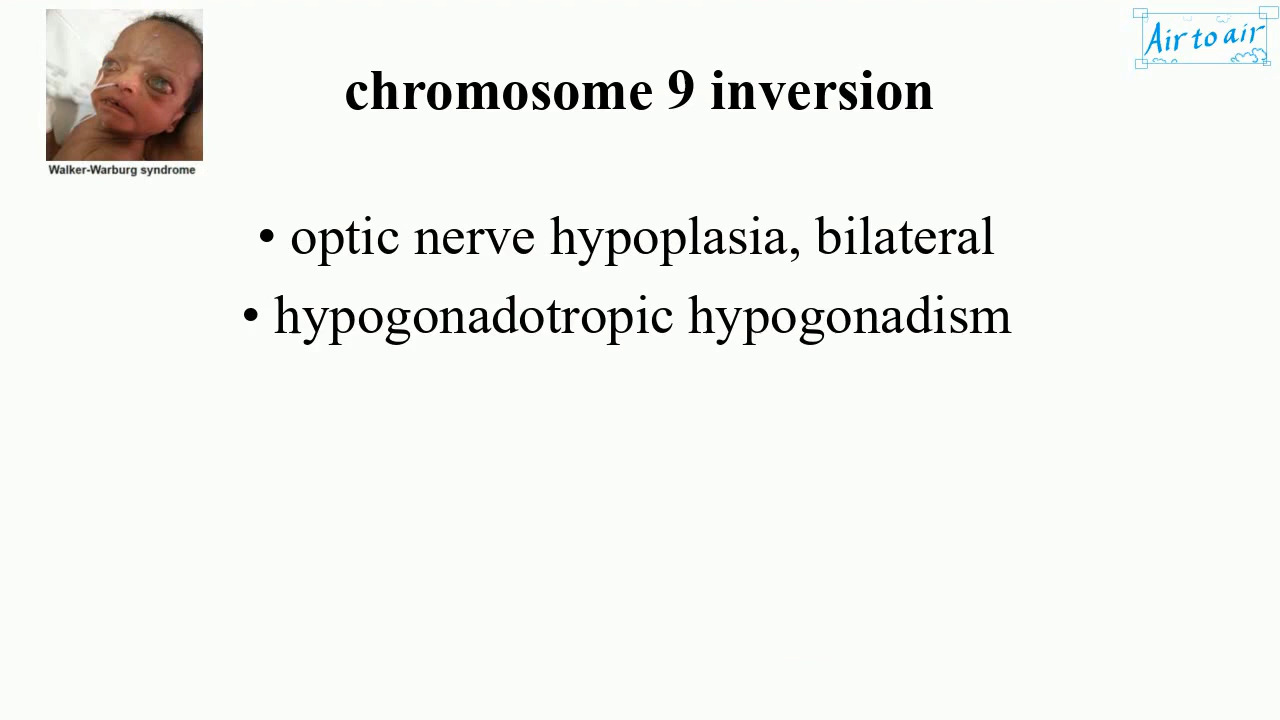 Air to air
chromosome 9 inversion
Walker-Warburg syndrome
• optic nerve hypoplasia, bilateral
• hypogonadotropic hypogonadism